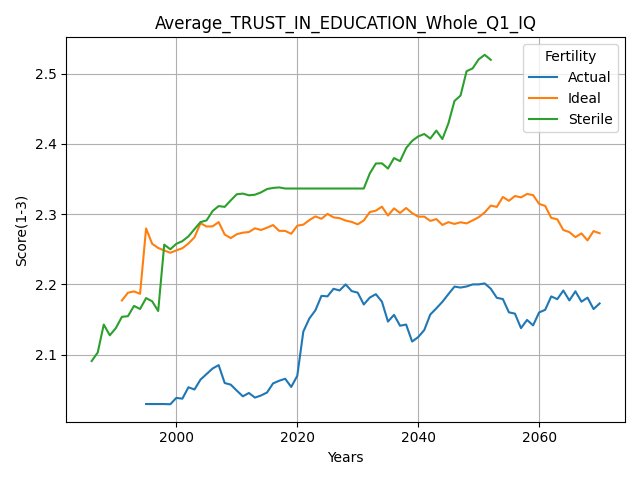 Average_TRUST_IN_EDUCATION_Whole_Q1_IQ
Fertility
Actual
Ideal
Sterile
Score(1-3)
2.5
2.4
2.3
2.2
2.1
2000 2020 2040 2060
Years